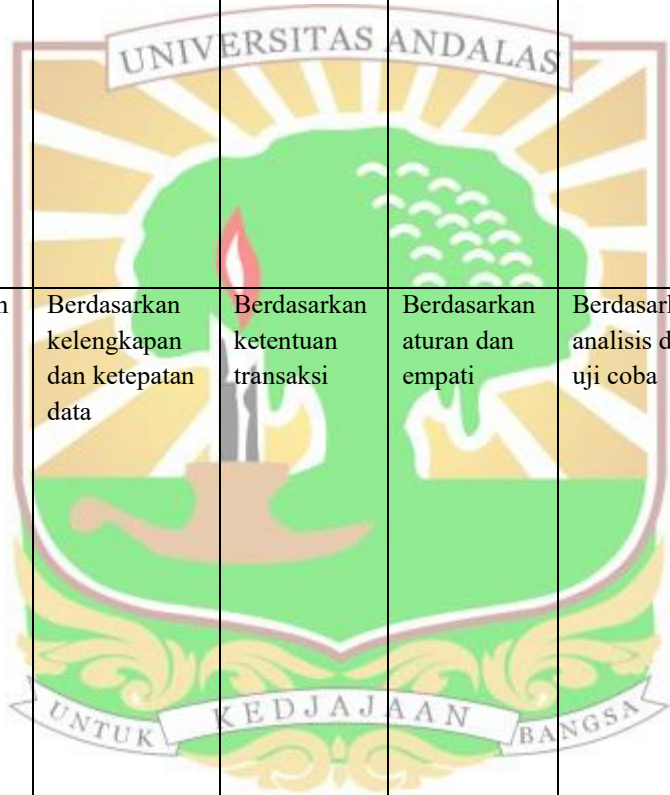 UNIVERSITAS ANDALAS
Berdasarkan
kelengkapan
dan ketepatan
data
Berdasarkan
ketentuan
transaksi
Berdasarkan
aturan dan
empati
analisis
uji coba
UNTUK KEDJAJAAN BANGSA